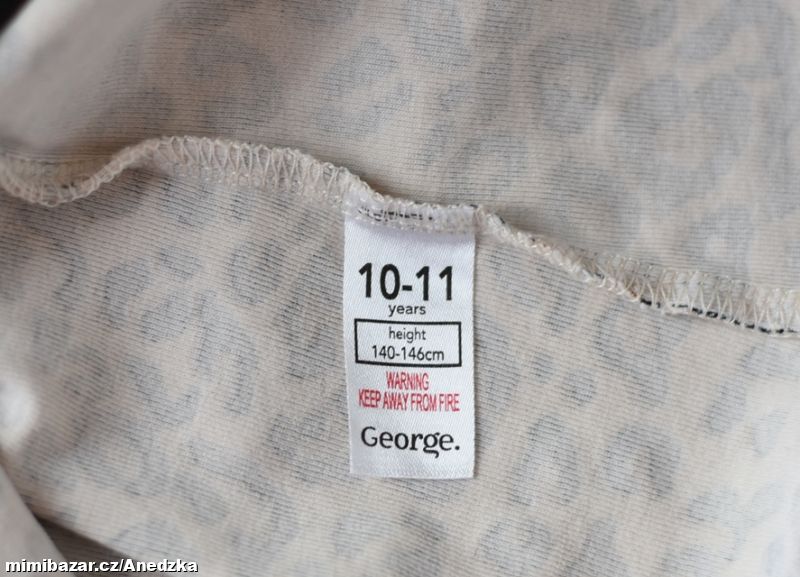 10-11
years
height
140-146cm
WARNING
KEEP AWAY FROM FIRE
George.
mimibazar.cz/Anedzka